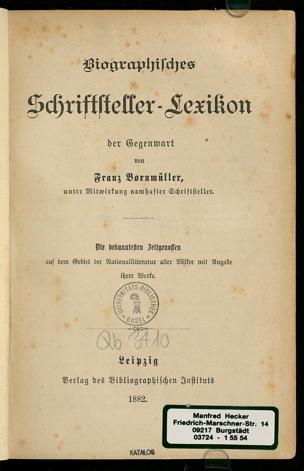 Biographisches
Schriftsteller-Lexikon
der Gegenwart
von
Franz Bornmüller,
unter Mitwirkung namhafter Schriftsteller.
Die bekanntesten Zeitgenossen
auf dem Gebiet der Nationallitteratur aller Völker mit Angabe
ihrer Werke.
UNIVERSITÄTS-BIBLIOTHEK
BASEL
Qb 3410
Leipzig
Verlag des Bibliographischen Instituts
1882.
Manfred Hecker
Friedrich-Marschner-Str. 14
09217 Burgstädt
03724 - 1 55 54
KATALOG